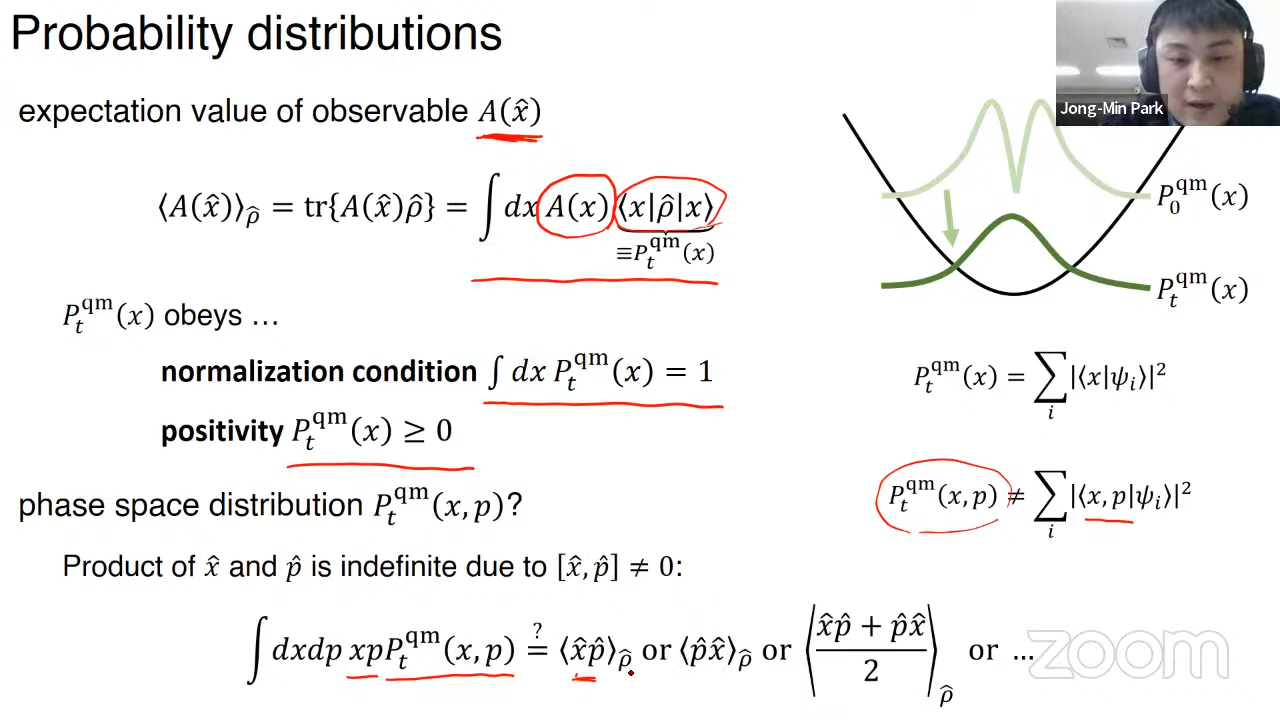 Probability distributions
Jong-Min Park
expectation value of observable A(x̂)
⟨A(x̂)⟩_ρ̂ = tr{A(x̂)ρ̂} = ∫ dx A(x) ⟨x|ρ̂|x⟩
≡P_t^qm(x)
P_0^qm(x)
P_t^qm(x)
P_t^qm(x) obeys …
normalization condition ∫ dx P_t^qm(x) = 1
positivity P_t^qm(x) ≥ 0
P_t^qm(x) = ∑_i |⟨x|ψ_i⟩|²
P_t^qm(x, p) ≠ ∑_i |⟨x, p|ψ_i⟩|²
phase space distribution P_t^qm(x, p)?
Product of x̂ and p̂ is indefinite due to [x̂, p̂] ≠ 0:
∫ dxdp xpP_t^qm(x, p) =? ⟨x̂p̂⟩_ρ̂ or ⟨p̂x̂⟩_ρ̂ or ⟨(x̂p̂ + p̂x̂)/2⟩_ρ̂ or …
zoom